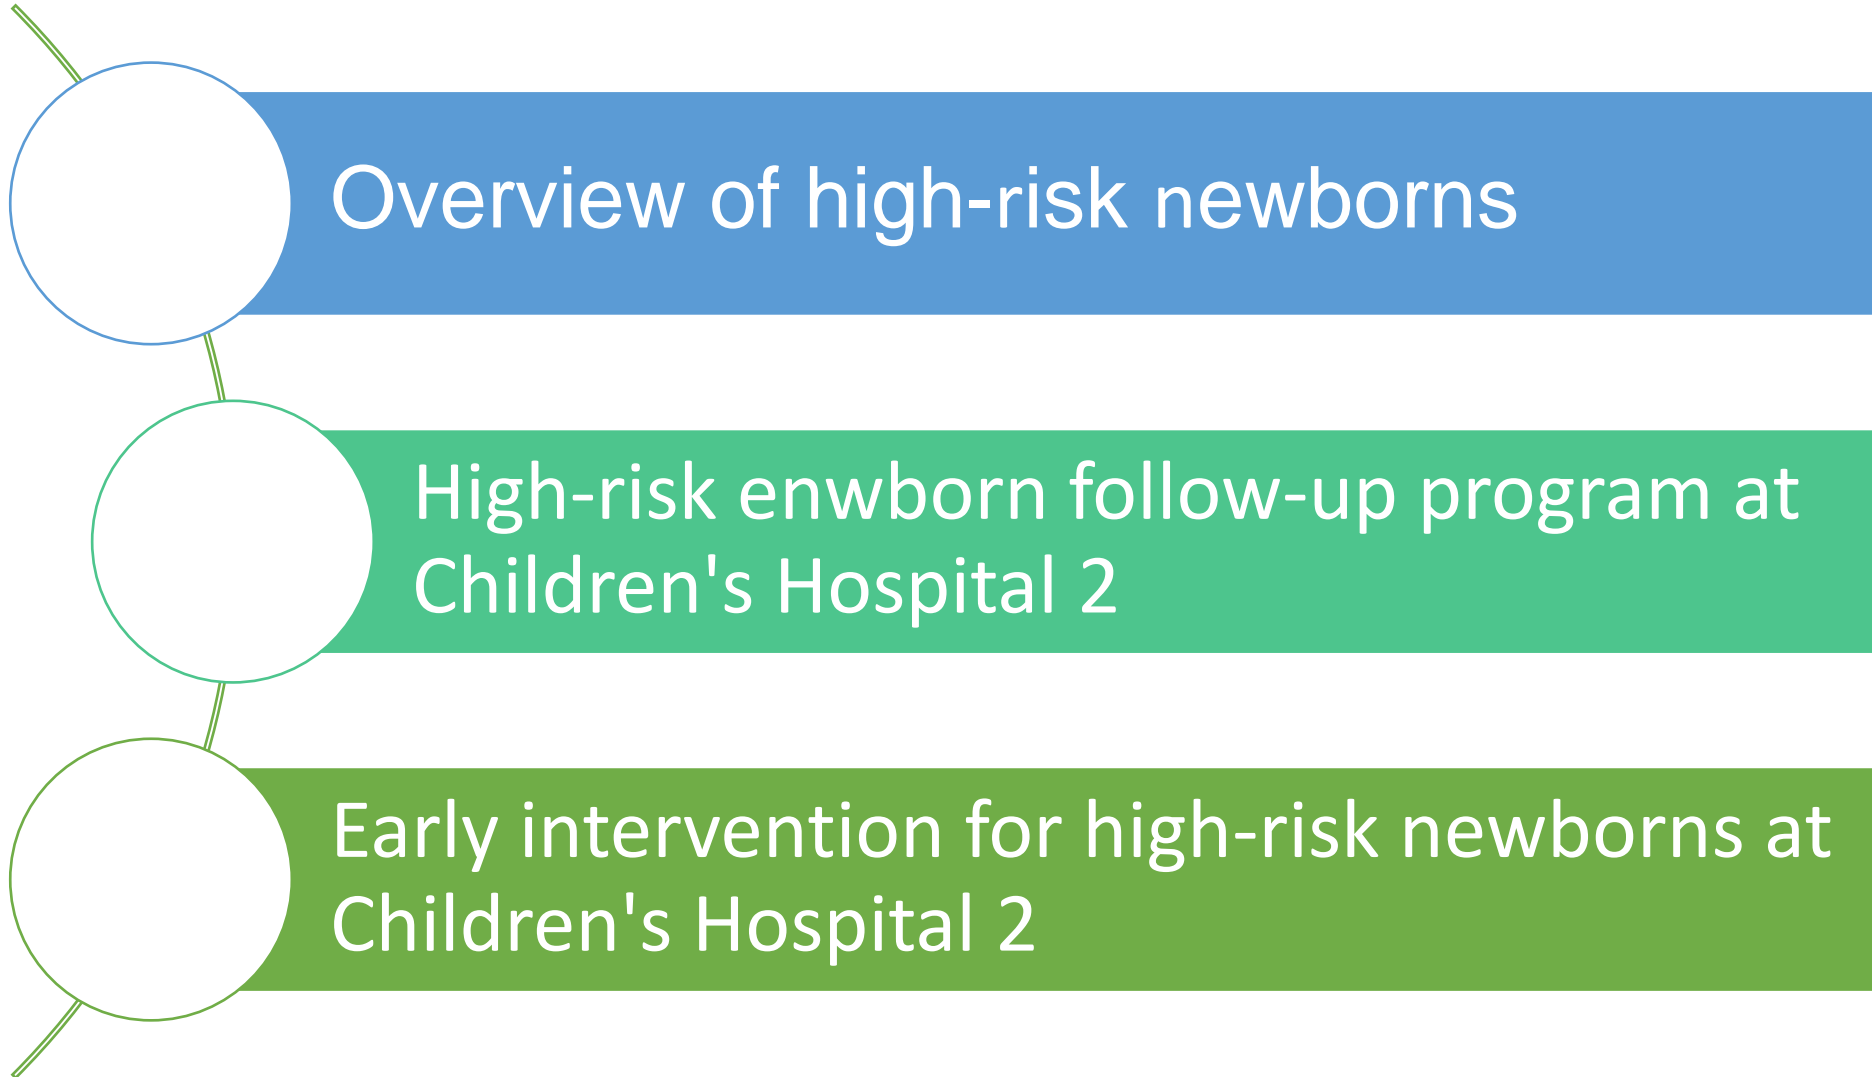 Overview of high-risk newborns
High-risk enwborn follow-up program at
Children's Hospital 2
Early intervention for high-risk newborns at
Children's Hospital 2